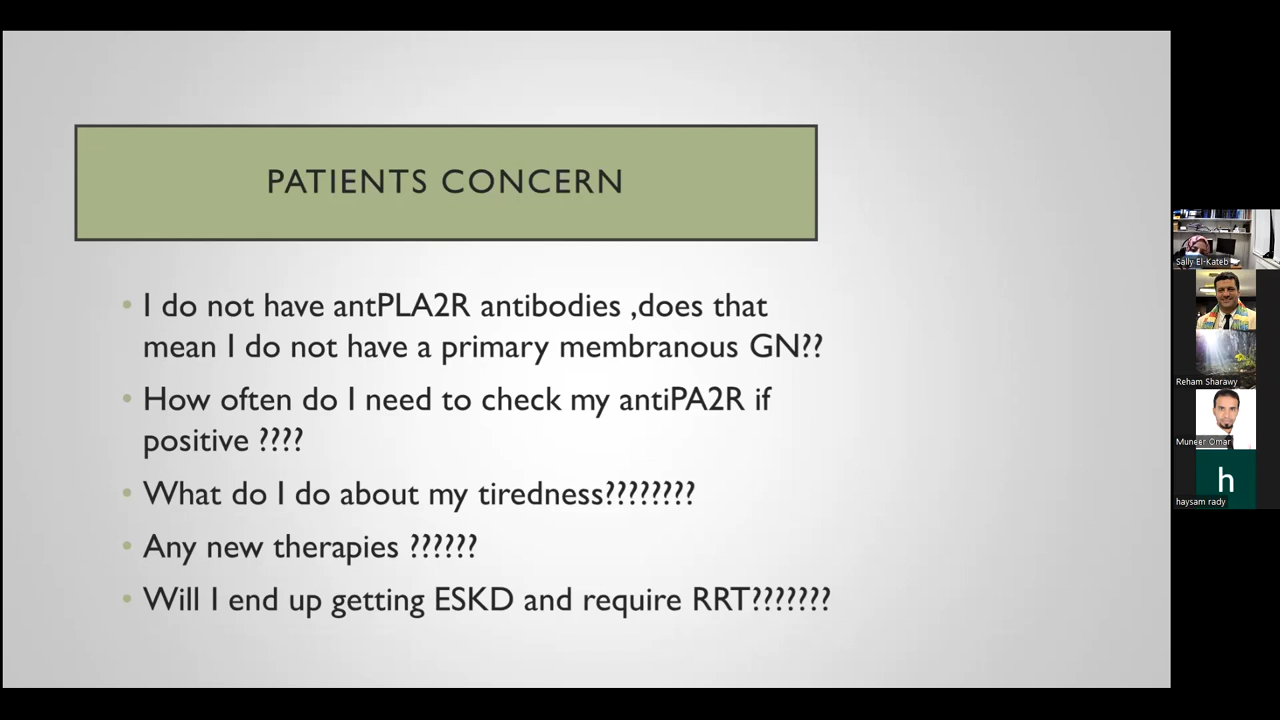 PATIENTS CONCERN
• I do not have antPLA2R antibodies ,does that
mean I do not have a primary membranous GN??
• How often do I need to check my antiPA2R if
positive ????
• What do I do about my tiredness????????
• Any new therapies ??????
• Will I end up getting ESKD and require RRT???????
Sally El-Kateb
Reham Sharawy
Muneer Omar
h
haysam rady